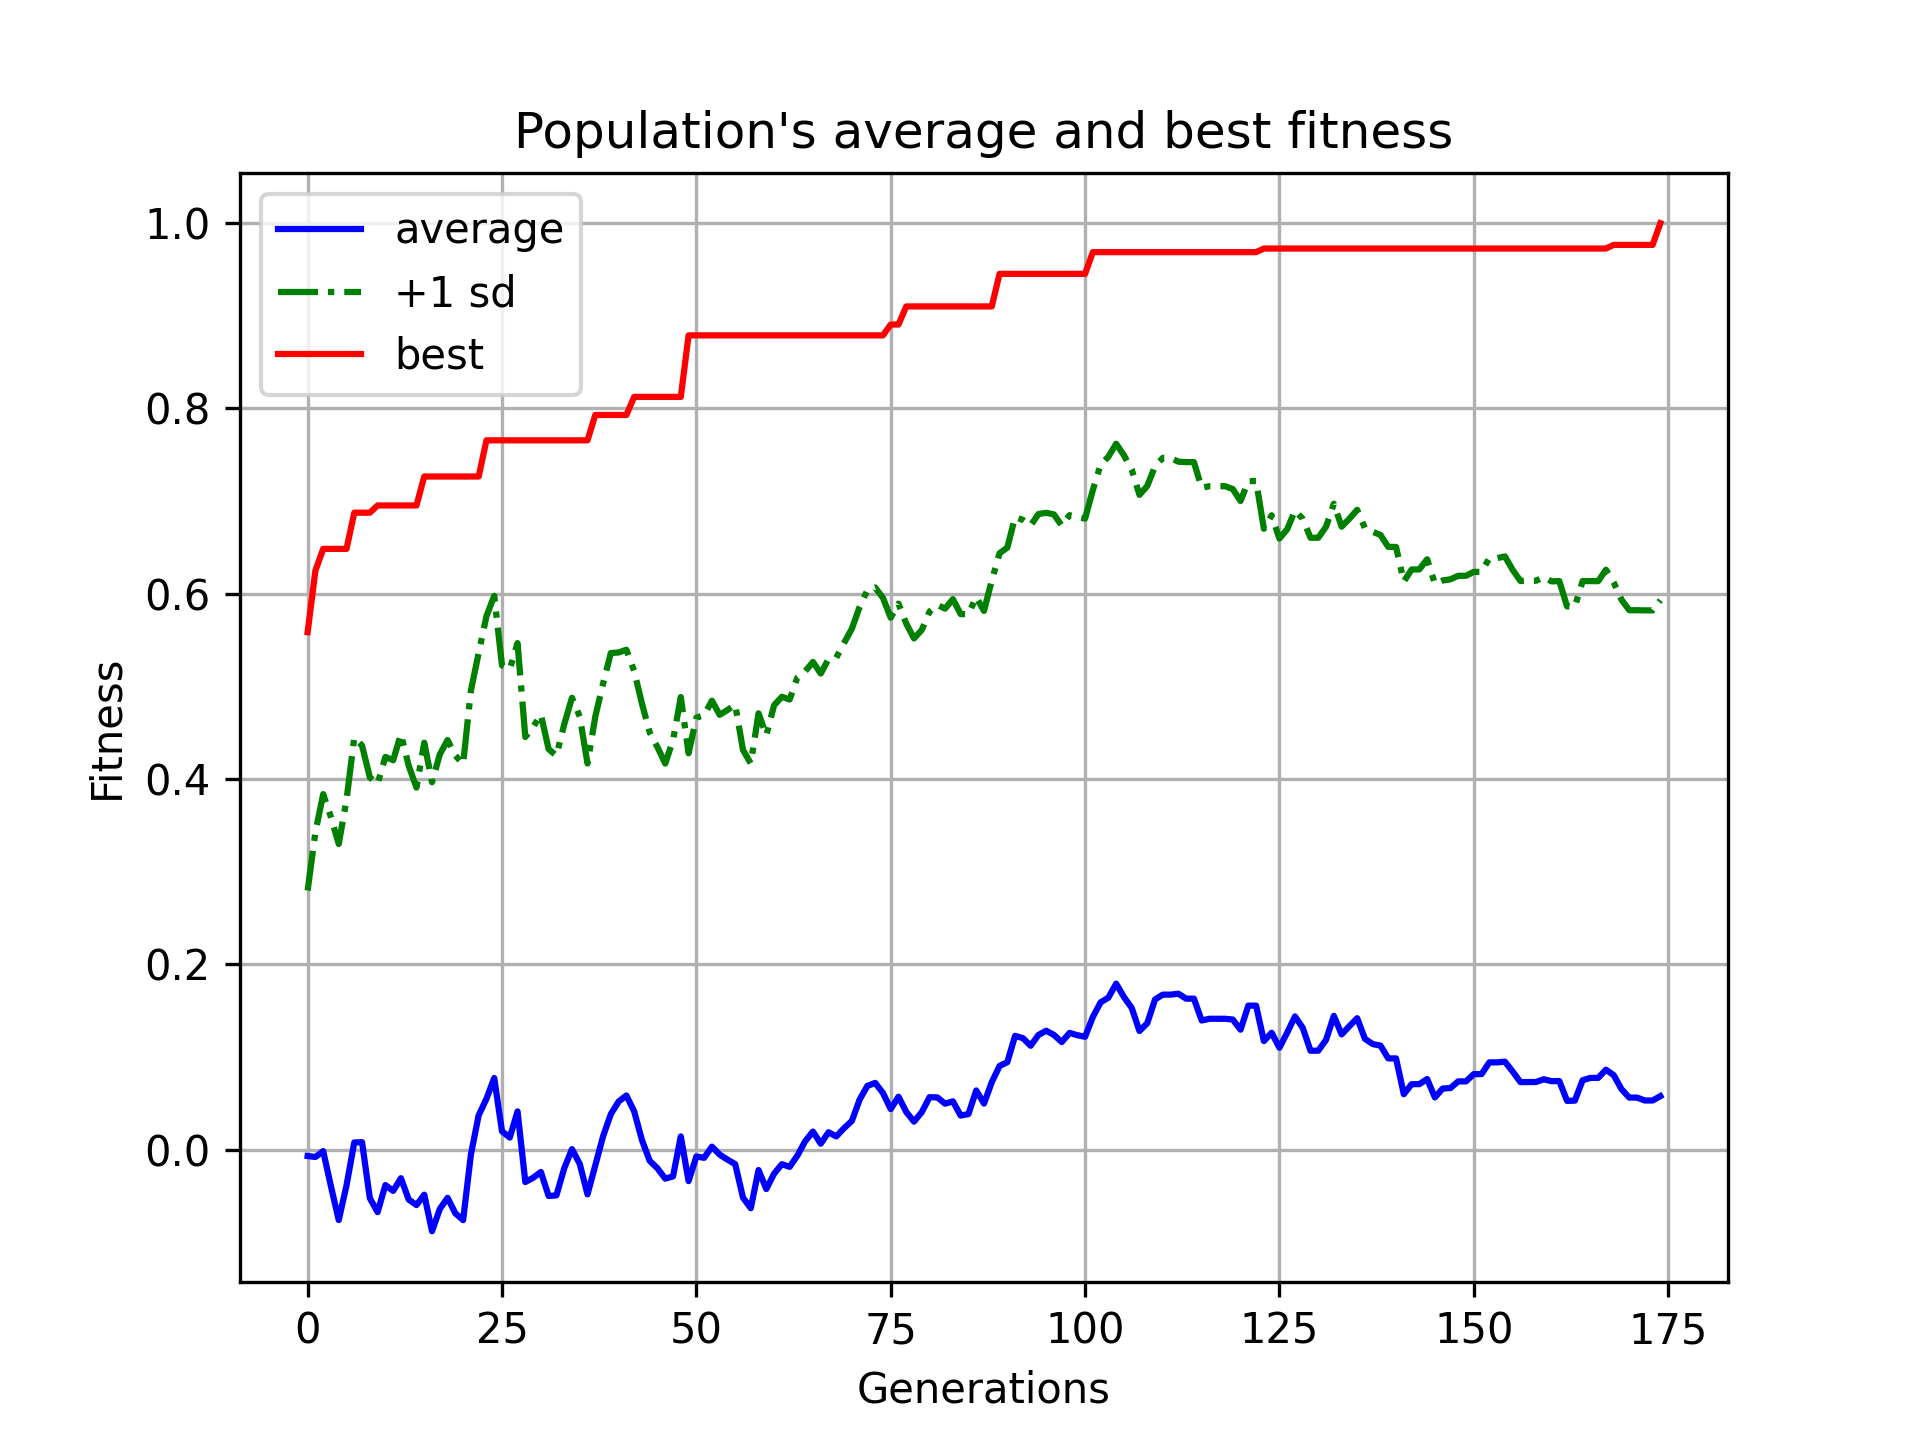 Population's average and best fitness
average
+1 sd
best
1.0
0.8
0.6
0.4
0.2
0.0
Fitness
0 25 50 75 100 125 150 175
Generations